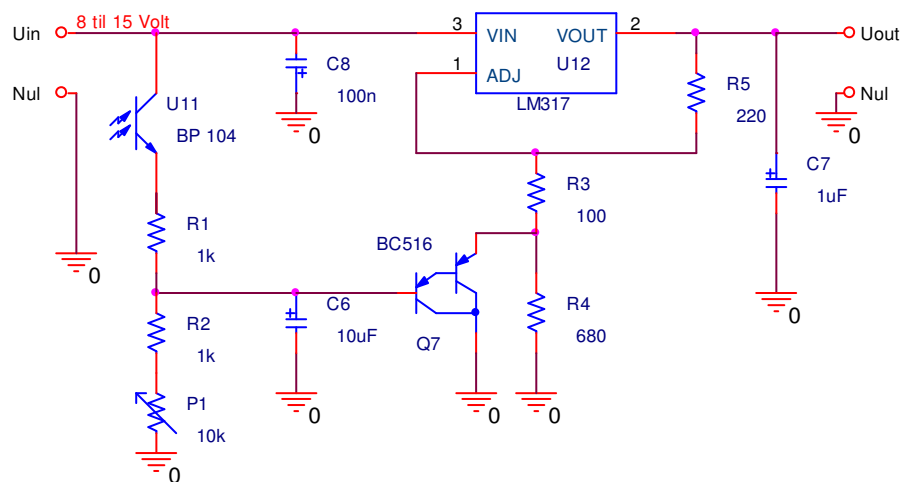 8 til 15 Volt
Uin
3
VIN
VOUT
2
Uout
U12
1
ADJ
LM317
C8
100n
0
Nul
U11
BP 104
R5
220
Nul
0
C7
1uF
R3
100
R1
1k
0
BC516
C6
10uF
Q7
R4
680
0
R2
1k
P1
10k
0
0
0
0